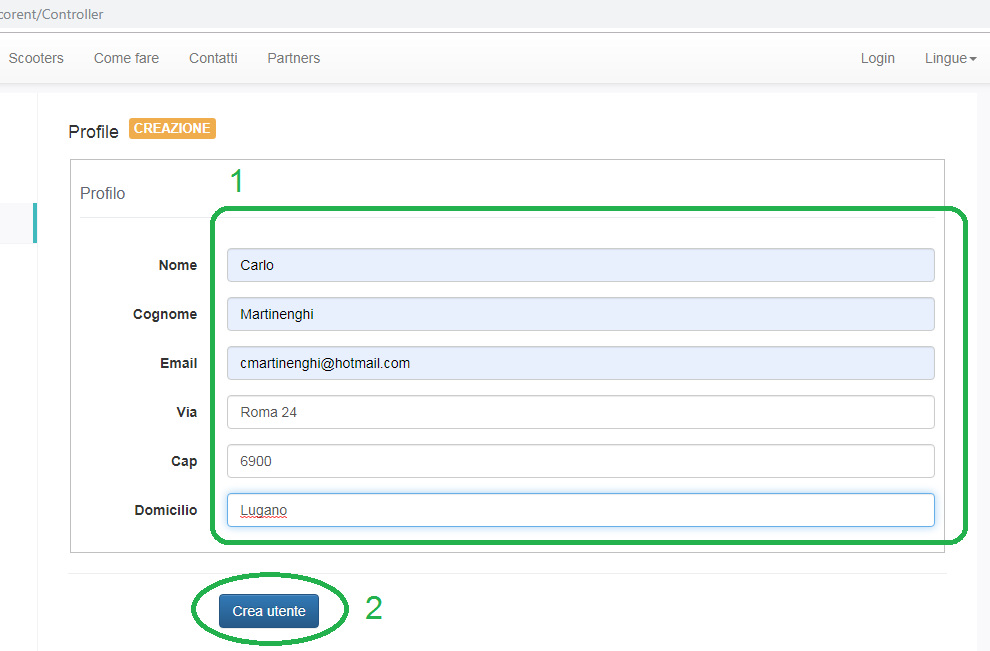 corent/Controller
Scooters Come fare Contatti Partners Login Lingue
Profile CREAZIONE
1
Profilo
Nome Carlo
Cognome Martinenghi
Email cmartinenghi@hotmail.com
Via Roma 24
Cap 6900
Domicilio Lugano
Crea utente 2